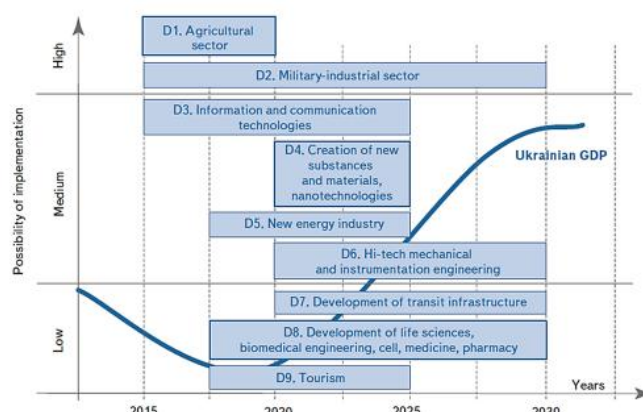 Possibility of implementation
High
Medium
Low
D1. Agricultural
sector
D2. Military-industrial sector
D3. Information and communication
technologies
D4. Creation of new
substances
and materials,
nanotechnologies
Ukrainian GDP
D5. New energy industry
D6. Hi-tech mechanical
and instrumentation engineering
D7. Development of transit infrastructure
D8. Development of life sciences,
biomedical engineering, cell, medicine, pharmacy
D9. Tourism
Years
2015 2020 2025 2030